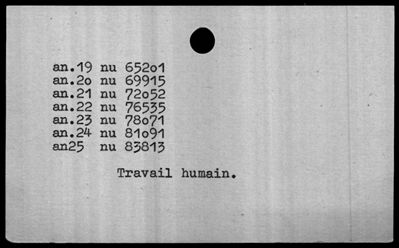 an.19 nu 65201
an.2o nu 69915
an.21 nu 72o52
an.22 nu 76535
an.23 nu 78o71
an.24 nu 81o91
an25 nu 83813
Travail humain.